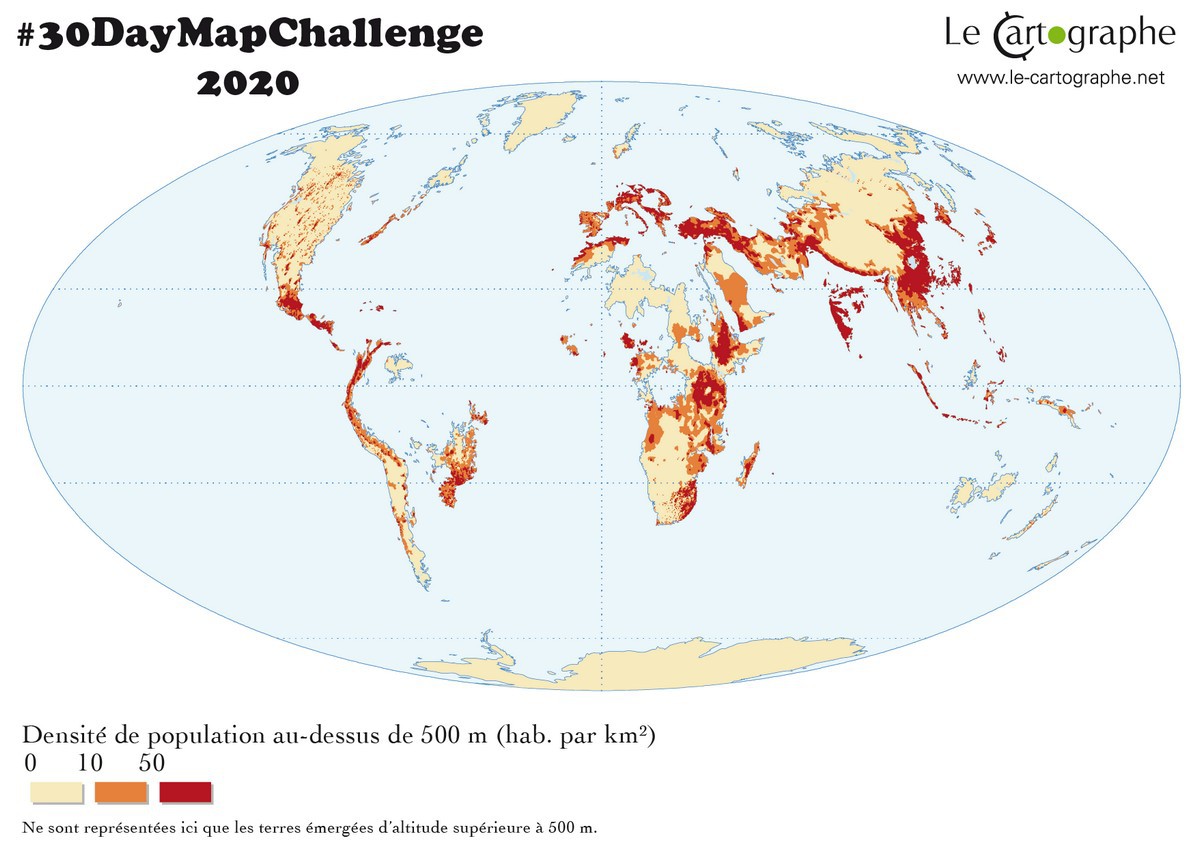 #30DayMapChallenge
2020
Le Cartographe
www.le-cartographe.net
Densité de population au-dessus de 500 m (hab. par km²)
0 10 50
Ne sont représentées ici que les terres émergées d'altitude supérieure à 500 m.